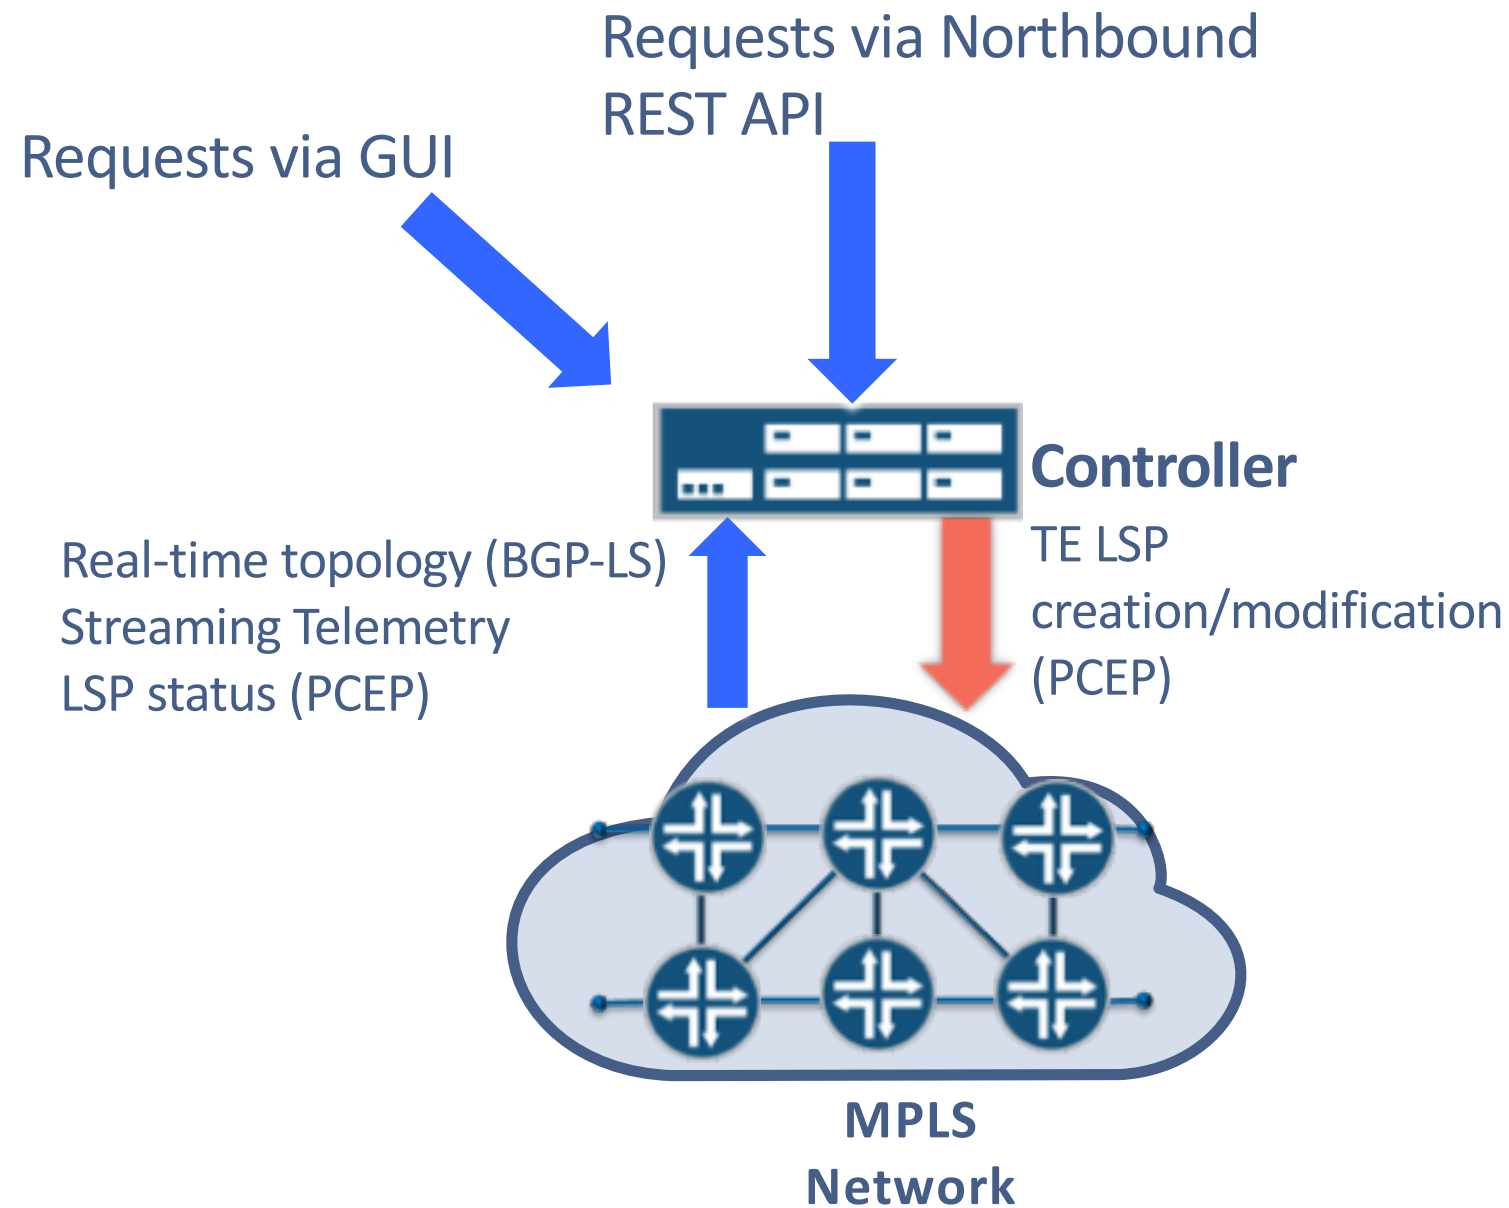 Requests via Northbound
REST API
Requests via GUI
Controller
TE LSP
creation/modification
(PCEP)
Real-time topology (BGP-LS)
Streaming Telemetry
LSP status (PCEP)
MPLS
Network